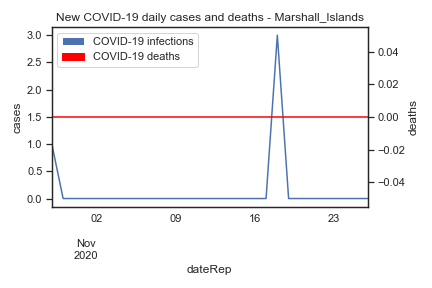 New COVID-19 daily cases and deaths - Marshall_Islands
COVID-19 infections
COVID-19 deaths
3.0
2.5
2.0
1.5
1.0
0.5
0.0
cases
0.04
0.02
0.00
−0.02
−0.04
deaths
02
09
16
23
Nov
2020
dateRep